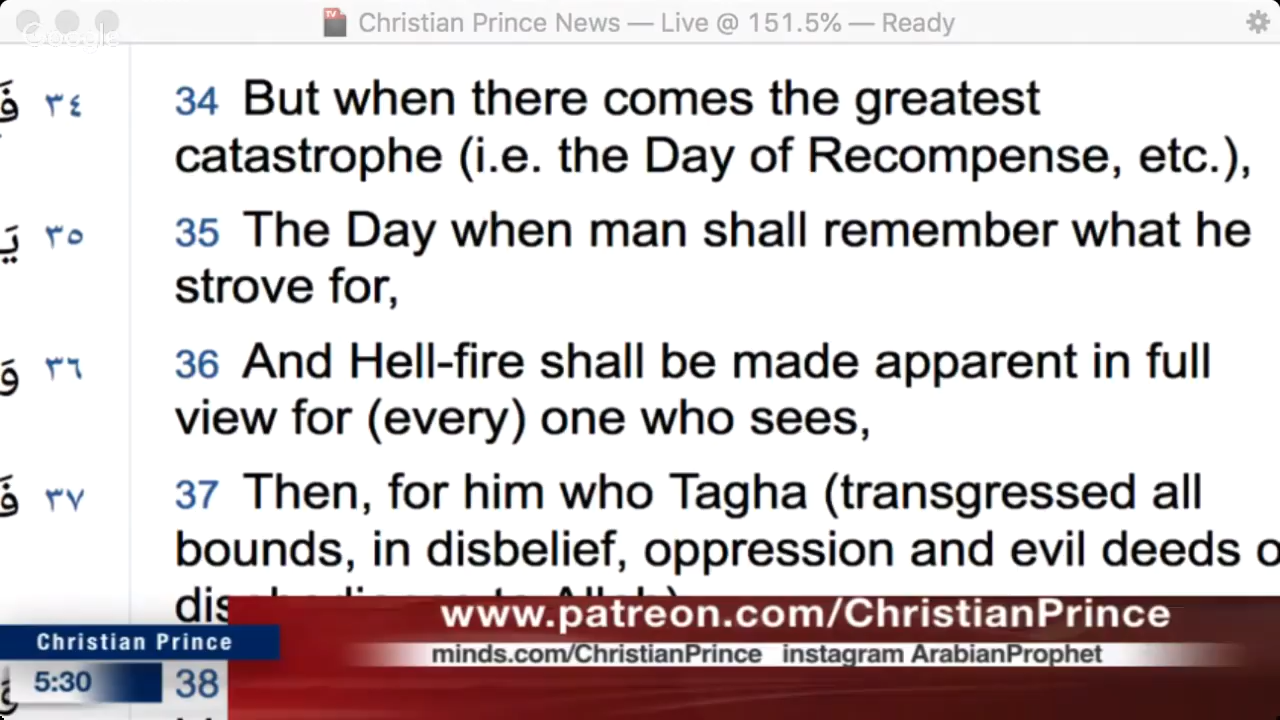 Christian Prince News — Live @ 151.5% — Ready
Google
٣٤
34 But when there comes the greatest
catastrophe (i.e. the Day of Recompense, etc.),
٣٥
35 The Day when man shall remember what he
strove for,
٣٦
36 And Hell-fire shall be made apparent in full
view for (every) one who sees,
٣٧
37 Then, for him who Tagha (transgressed all
bounds, in disbelief, oppression and evil deeds o
www.patreon.com/ChristianPrince
Christian Prince
minds.com/ChristianPrince instagram ArabianProphet
5:30
38